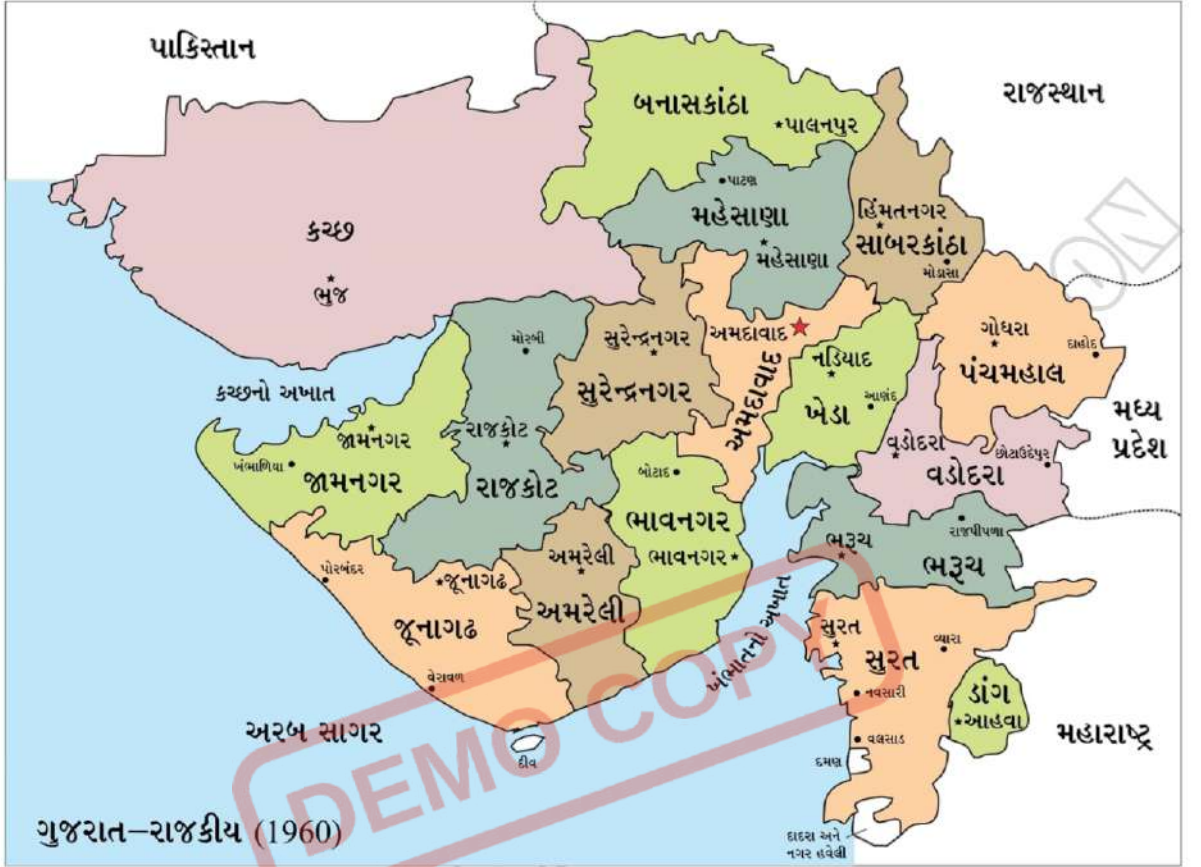 પાકિસ્તાન
રાજસ્થાન
બનાસકાંઠા
પાલનપુર
પાટણ
મહેસાણા
મહેસાણા
હિંમતનગર
સાબરકાંઠા
મોડાસા
કચ્છ
ભુજ
અમદાવાદ
અમદાવાદ
ગોધરા
દાહોદ
પંચમહાલ
મોરબી
સુરેન્દ્રનગર
સુરેન્દ્રનગર
નડિયાદ
આણંદ
ખેડા
કચ્છનો અખાત
મધ્ય
પ્રદેશ
જામનગર
ખંભાળિયા
જામનગર
રાજકોટ
રાજકોટ
બોટાદ
વડોદરા
છોટાઉદેપુર
વડોદરા
ભાવનગર
ભાવનગર
રાજપીપળા
ભરૂચ
ભરૂચ
પોરબંદર
જૂનાગઢ
જૂનાગઢ
અમરેલી
અમરેલી
ખંભાતનો અખાત
સુરત
વ્યારા
સુરત
નવસારી
ડાંગ
આહવા
વેરાવળ
અરબ સાગર
દીવ
વલસાડ
દમણ
મહારાષ્ટ્ર
દાદરા અને
નગર હવેલી
ગુજરાત–રાજકીય (1960)
DEMO COPY